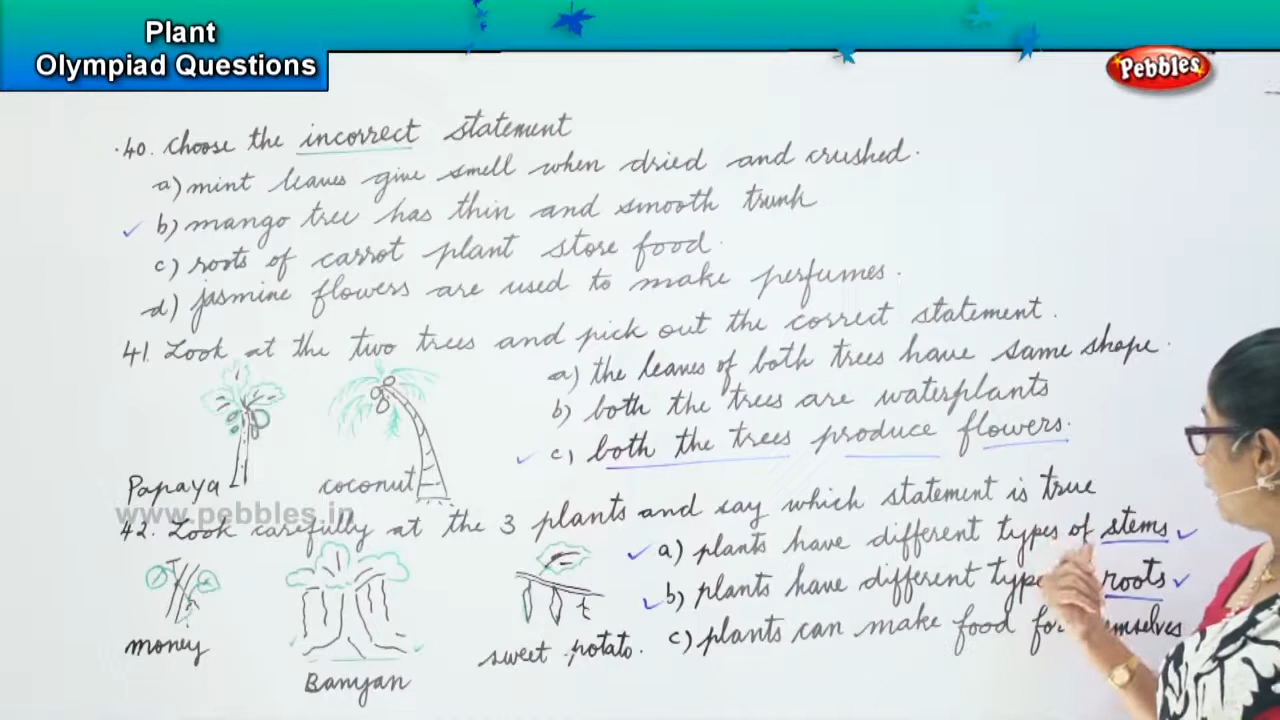 Plant
Olympiad Questions
Pebbles
40. Choose the incorrect statement
a) mint leaves give smell when dried and crushed.
b) mango tree has thin and smooth trunk
c) roots of carrot plant store food.
d) jasmine flowers are used to make perfumes.
41. Look at the two trees and pick out the correct statement.
a) the leaves of both trees have same shape.
b) both the trees are waterplants
c) both the trees produce flowers.
Papaya
coconut
www.pebbles.in
42. Look carefully at the 3 plants and say which statement is true
a) plants have different types of stems
b) plants have different type roots
c) plants can make food for emselves
money
Banyan
sweet potato.